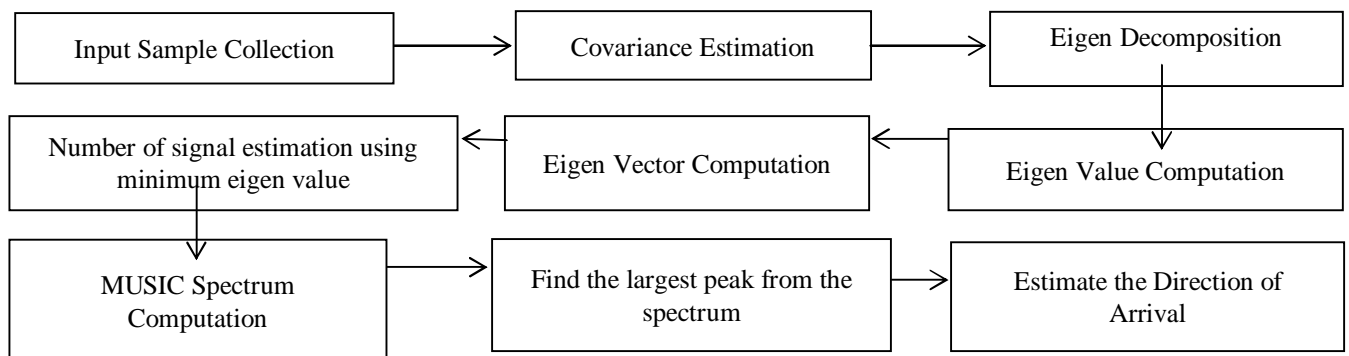 Input Sample Collection
Covariance Estimation
Eigen Decomposition
Eigen Value Computation
Eigen Vector Computation
Number of signal estimation using
minimum eigen value
MUSIC Spectrum
Computation
Find the largest peak from the
spectrum
Estimate the Direction of
Arrival